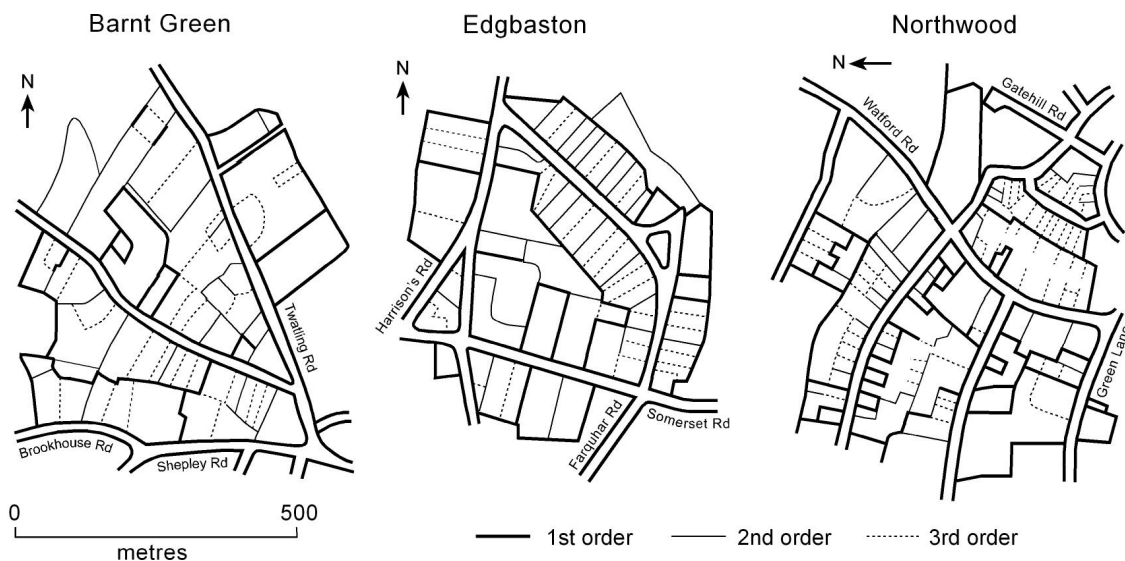 Barnt Green
Edgbaston
Northwood
N
N
N
Twatling Rd
Brookhouse Rd
Shepley Rd
Harrison's Rd
Farquhar Rd
Somerset Rd
Watford Rd
Gatehill Rd
Green Lane
0
500
metres
1st order
2nd order
3rd order